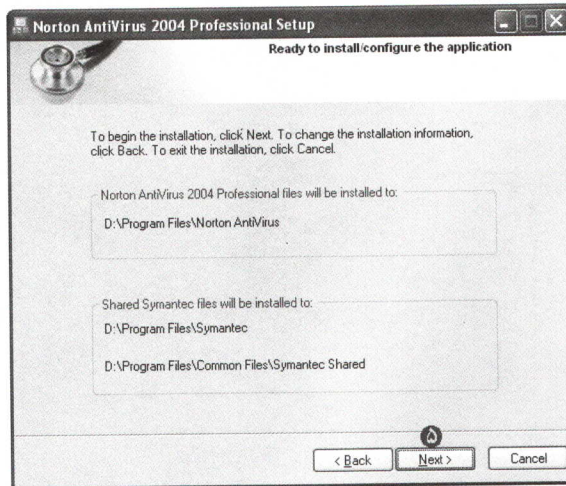 Norton AntiVirus 2004 Professional Setup
Ready to install/configure the application
To begin the installation, click Next. To change the installation information,
click Back. To exit the installation, click Cancel.
Norton AntiVirus 2004 Professional files will be installed to:
D:\Program Files\Norton AntiVirus
Shared Symantec files will be installed to:
D:\Program Files\Symantec
D:\Program Files\Common Files\Symantec Shared
۵
< Back Next > Cancel